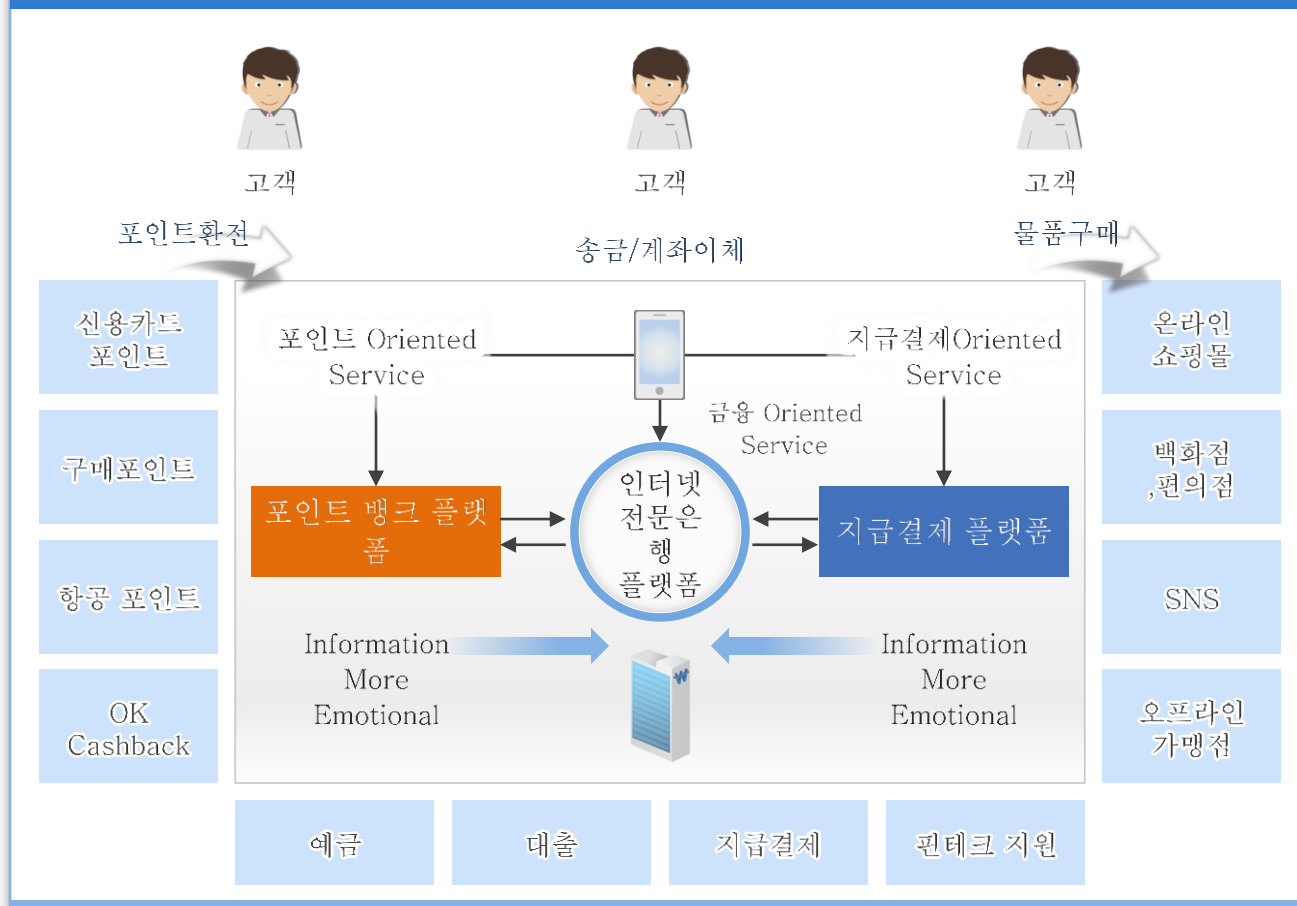 고객
고객
고객
포인트환전
송금/계좌이체
물품구매
신용카드
포인트
구매포인트
항공 포인트
OK
Cashback
포인트 Oriented
Service
지급결제Oriented
Service
금융 Oriented
Service
포인트 뱅크 플랫
폼
인터넷
전문은
행
플랫폼
지급결제 플랫품
Information
More
Emotional
W
Information
More
Emotional
온라인
쇼핑몰
백화점
,편의점
SNS
오프라인
가맹점
예금
대출
지급결제
핀테크 지원